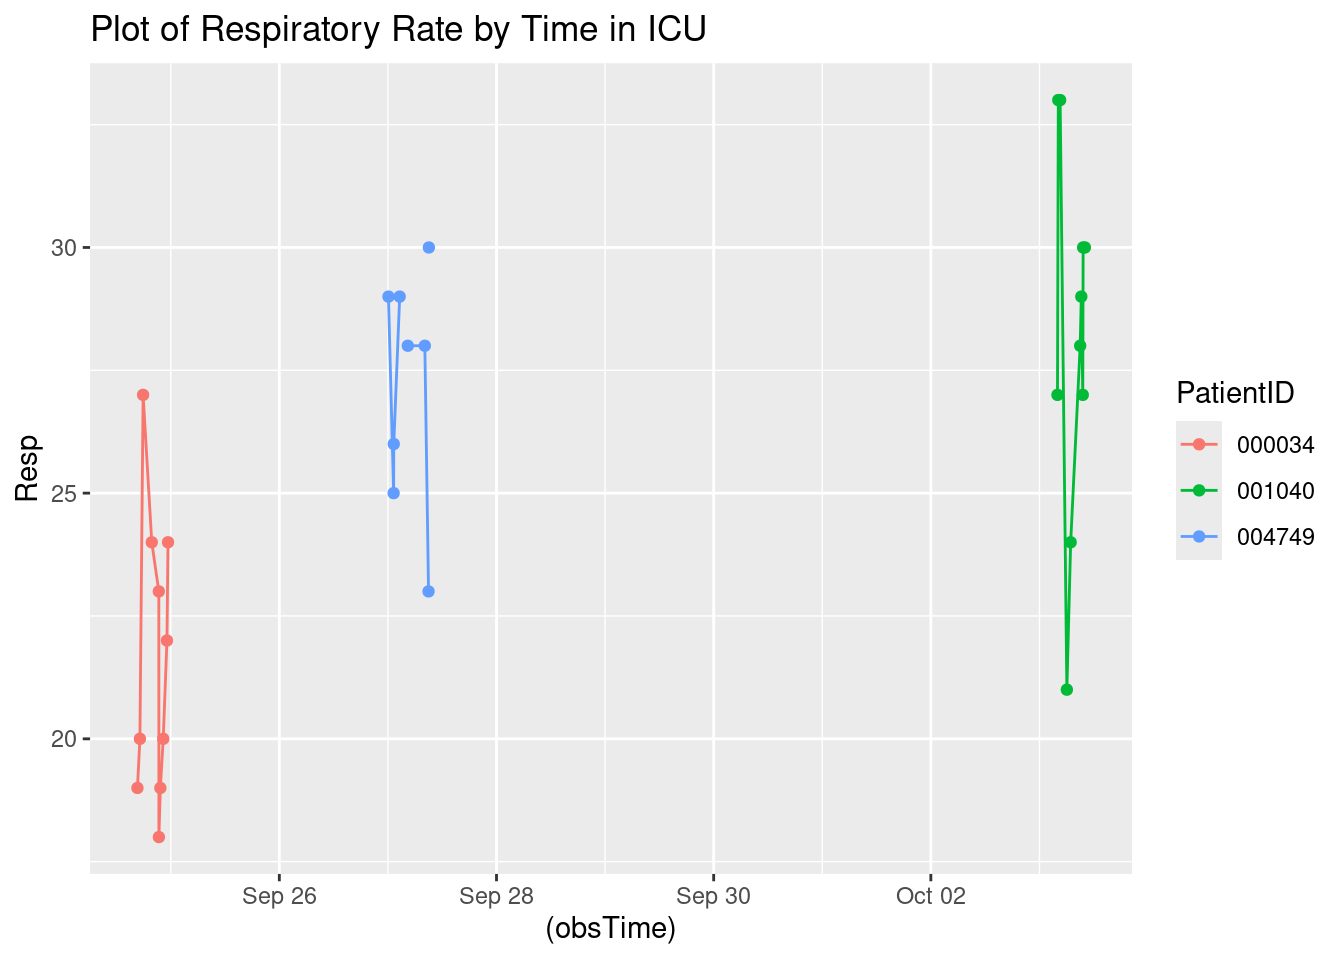 Plot of Respiratory Rate by Time in ICU
30
25
20
Resp
Sep 26
Sep 28
Sep 30
Oct 02
(obsTime)
PatientID
000034
001040
004749